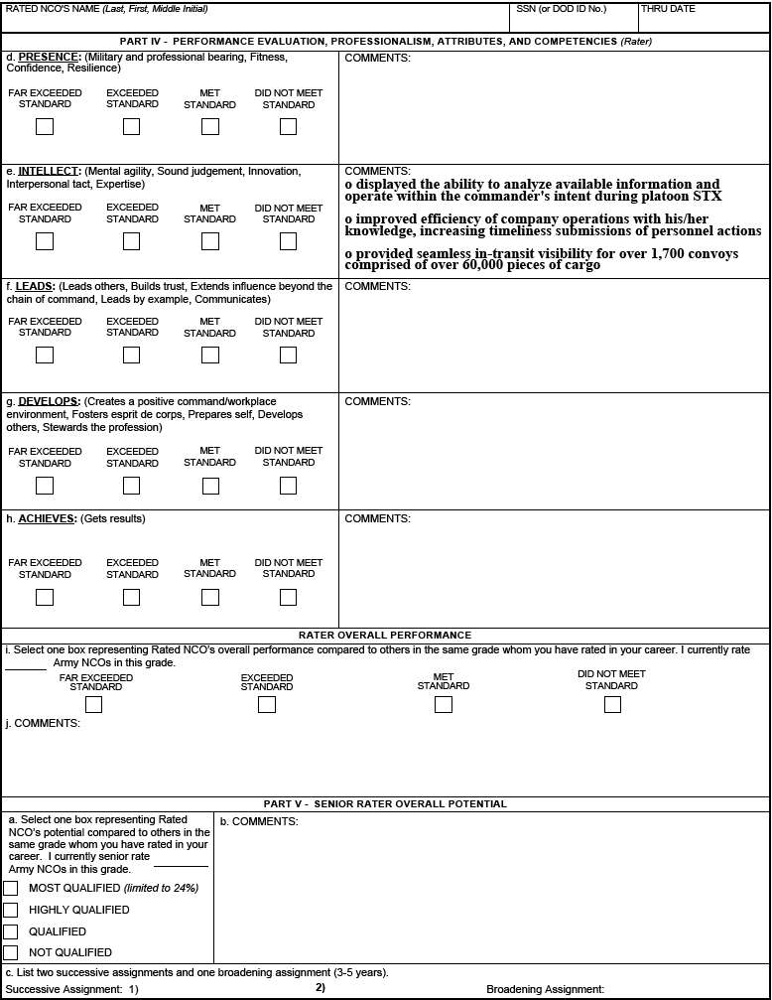 RATED NCO'S NAME (Last, First, Middle Initial) SSN (or DOD ID No.) THRU DATE
PART IV - PERFORMANCE EVALUATION, PROFESSIONALISM, ATTRIBUTES, AND COMPETENCIES (Rater)
d. PRESENCE: (Military and professional bearing, Fitness,
Confidence, Resilience)
COMMENTS:
FAR EXCEEDED STANDARD
EXCEEDED STANDARD
MET STANDARD
DID NOT MEET STANDARD
e. INTELLECT: (Mental agility, Sound judgement, Innovation,
Interpersonal tact, Expertise)
FAR EXCEEDED STANDARD
EXCEEDED STANDARD
MET STANDARD
DID NOT MEET STANDARD
COMMENTS:
o displayed the ability to analyze available information and
operate within the commander's intent during platoon STX
o improved efficiency of company operations with his/her
knowledge, increasing timeliness submissions of personnel actions
o provided seamless in-transit visibility for over 1,700 convoys
comprised of over 60,000 pieces of cargo
f. LEADS: (Leads others, Builds trust, Extends influence beyond the
chain of command, Leads by example, Communicates)
COMMENTS:
FAR EXCEEDED STANDARD
EXCEEDED STANDARD
MET STANDARD
DID NOT MEET STANDARD
g. DEVELOPS: (Creates a positive command/workplace
environment, Fosters esprit de corps, Prepares self, Develops
others, Stewards the profession)
COMMENTS:
FAR EXCEEDED STANDARD
EXCEEDED STANDARD
MET STANDARD
DID NOT MEET STANDARD
h. ACHIEVES: (Gets results)
COMMENTS:
FAR EXCEEDED STANDARD
EXCEEDED STANDARD
MET STANDARD
DID NOT MEET STANDARD
RATER OVERALL PERFORMANCE
i. Select one box representing Rated NCO's overall performance compared to others in the same grade whom you have rated in your career. I currently rate
Army NCOs in this grade.
FAR EXCEEDED STANDARD
EXCEEDED STANDARD
MET STANDARD
DID NOT MEET STANDARD
j. COMMENTS:
PART V - SENIOR RATER OVERALL POTENTIAL
a. Select one box representing Rated
NCO's potential compared to others in the
same grade whom you have rated in your
career. I currently senior rate
Army NCOs in this grade.
MOST QUALIFIED (limited to 24%)
HIGHLY QUALIFIED
QUALIFIED
NOT QUALIFIED
b. COMMENTS:
c. List two successive assignments and one broadening assignment (3-5 years).
Successive Assignment: 1) 2) Broadening Assignment: